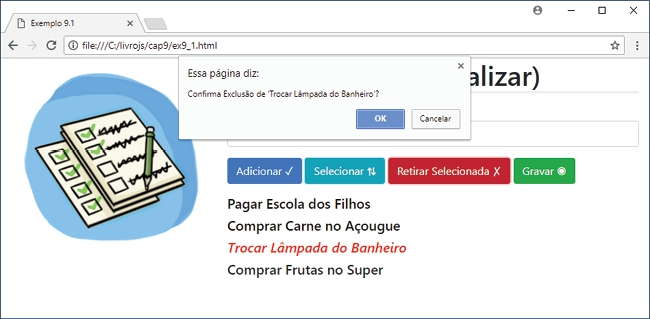 Exemplo 9.1
file:///C:/livrojs/cap9/ex9_1.html
Essa página diz:
Confirma Exclusão de 'Trocar Lâmpada do Banheiro'?
OK Cancelar
alizar)
Adicionar ✓ Selecionar ⇅ Retirar Selecionada ✗ Gravar ◉
Pagar Escola dos Filhos
Comprar Carne no Açougue
Trocar Lâmpada do Banheiro
Comprar Frutas no Super